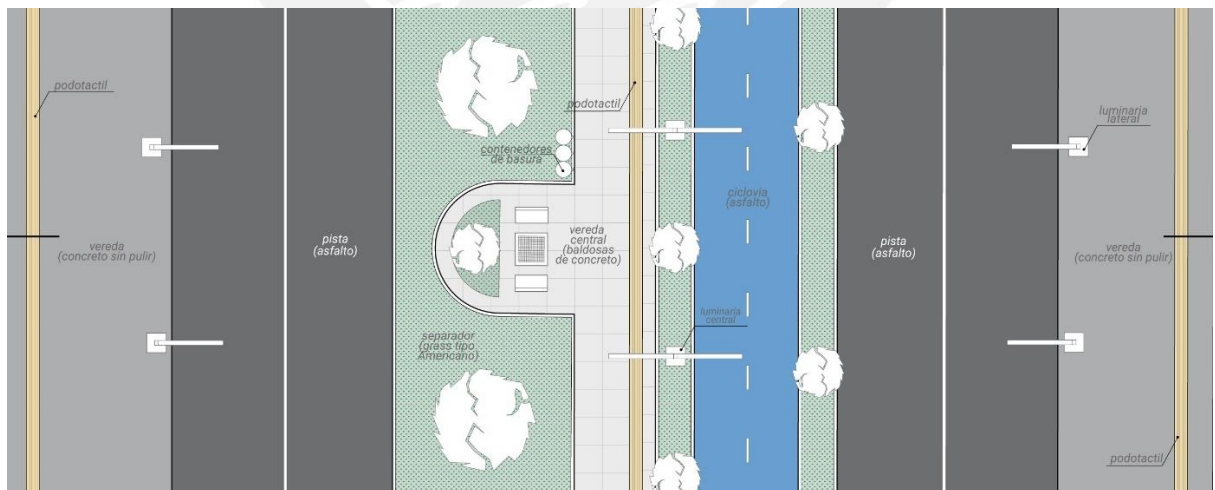 podotactil
vereda
(concreto sin pulir)
pista
(asfalto)
contenedores
de basura
separador
(grass tipo
Americano)
podotactil
vereda
central
(baldosas
de concreto)
luminaria
central
ciclovia
(asfalto)
pista
(asfalto)
luminaria
lateral
vereda
(concreto sin pulir)
podotactil